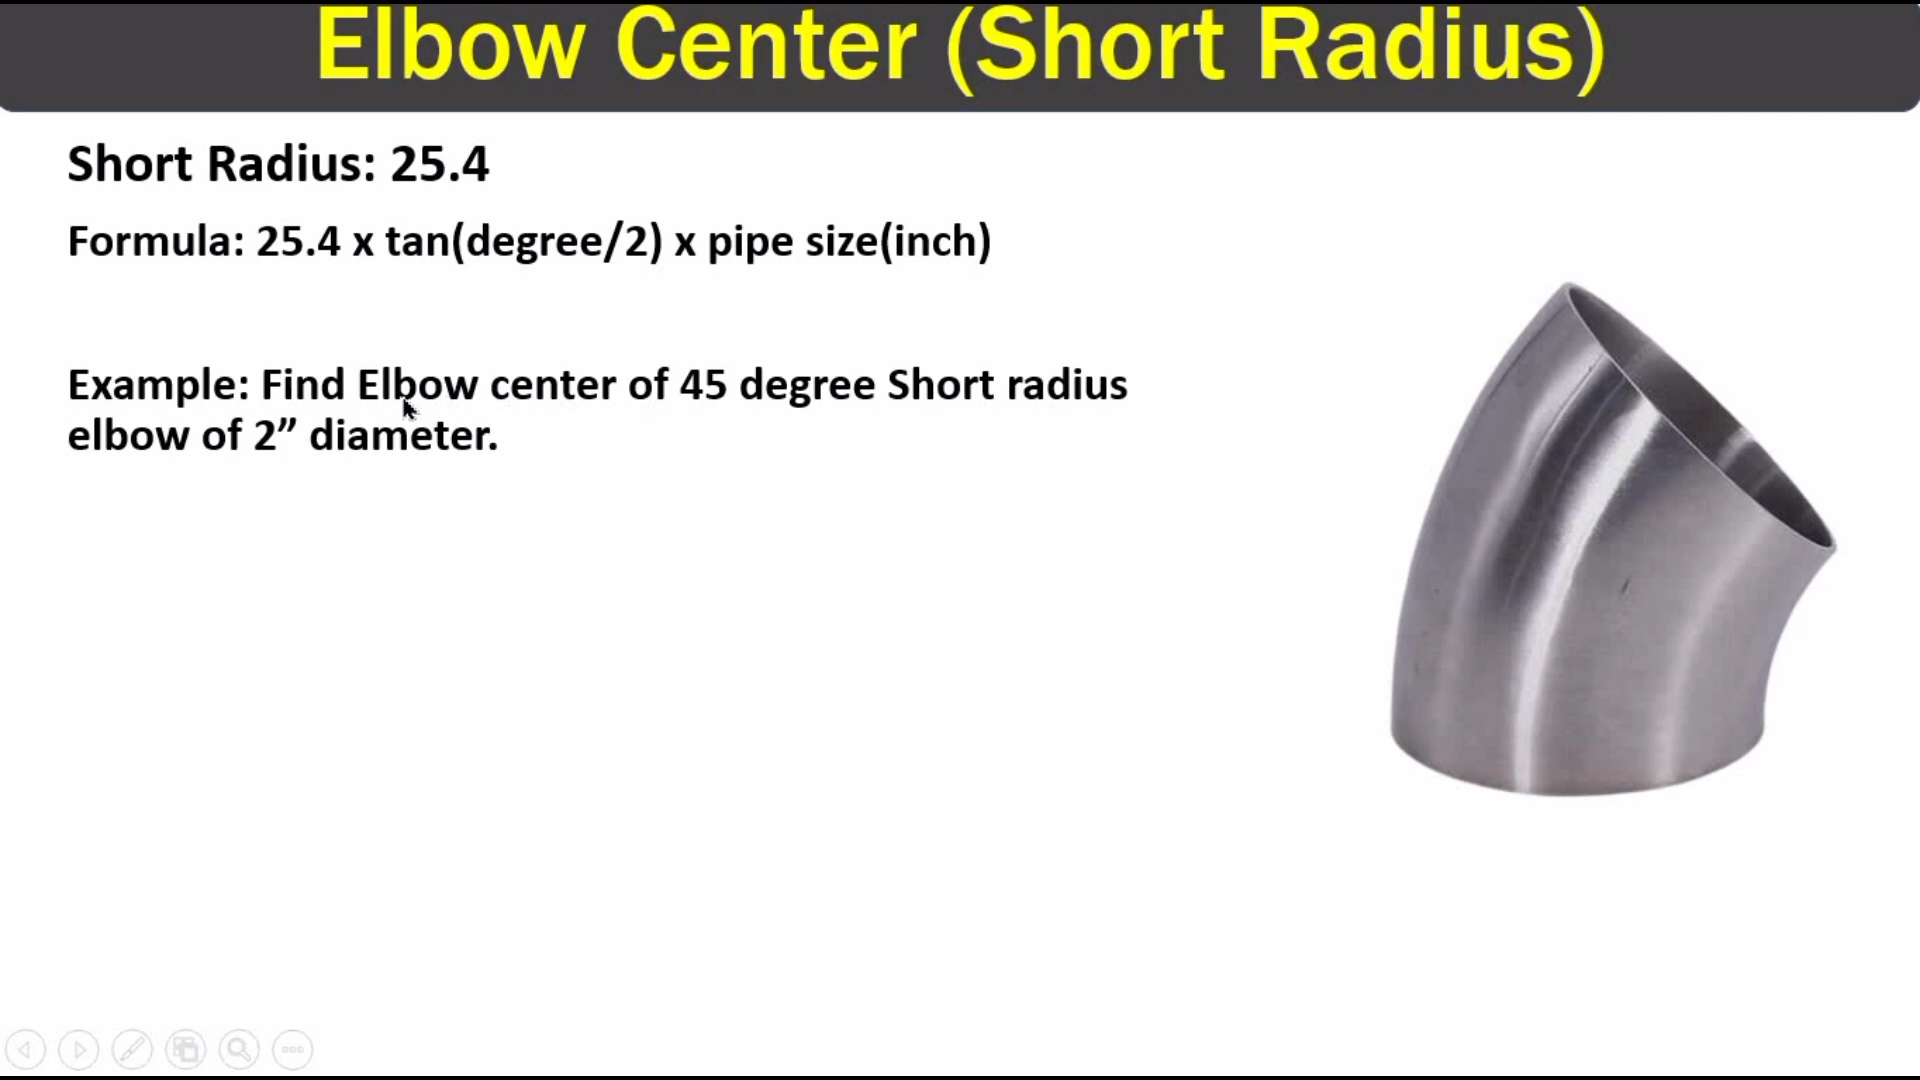 Elbow Center (Short Radius)
Short Radius: 25.4
Formula: 25.4 x tan(degree/2) x pipe size(inch)
Example: Find Elbow center of 45 degree Short radius
elbow of 2” diameter.